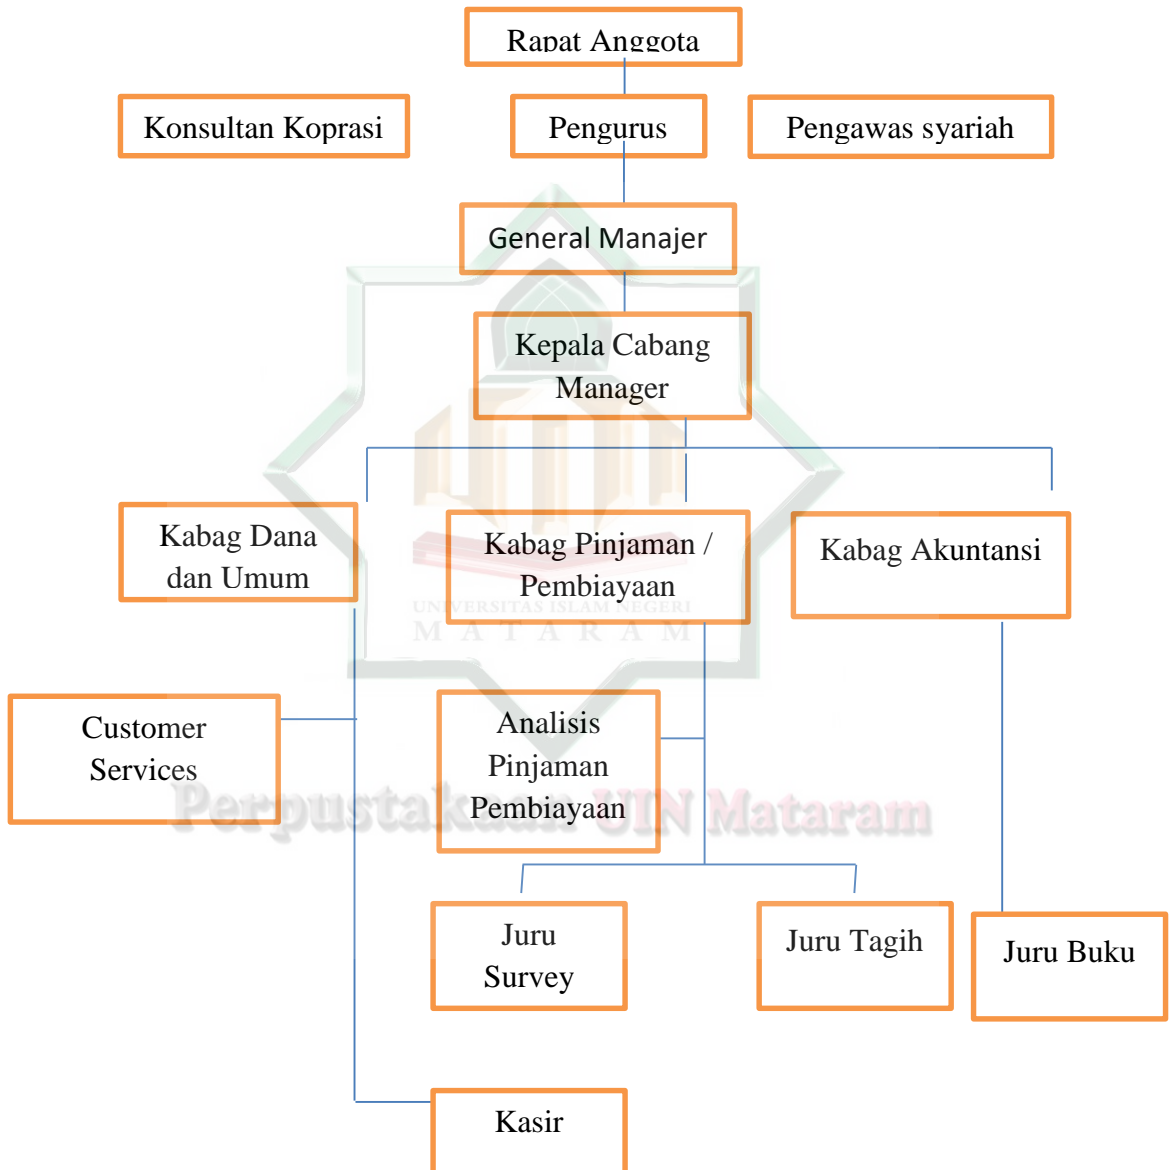 Rapat Anggota
Konsultan Koprasi
Pengurus
Pengawas syariah
General Manajer
Kepala Cabang
Manager
Kabag Dana
dan Umum
Kabag Pinjaman /
Pembiayaan
Kabag Akuntansi
UNIVERSITAS ISLAM NEGERI
MATARAM
Customer
Services
Analisis
Pinjaman
Pembiayaan
Perpustakaan UIN Mataram
Juru
Survey
Juru Tagih
Juru Buku
Kasir